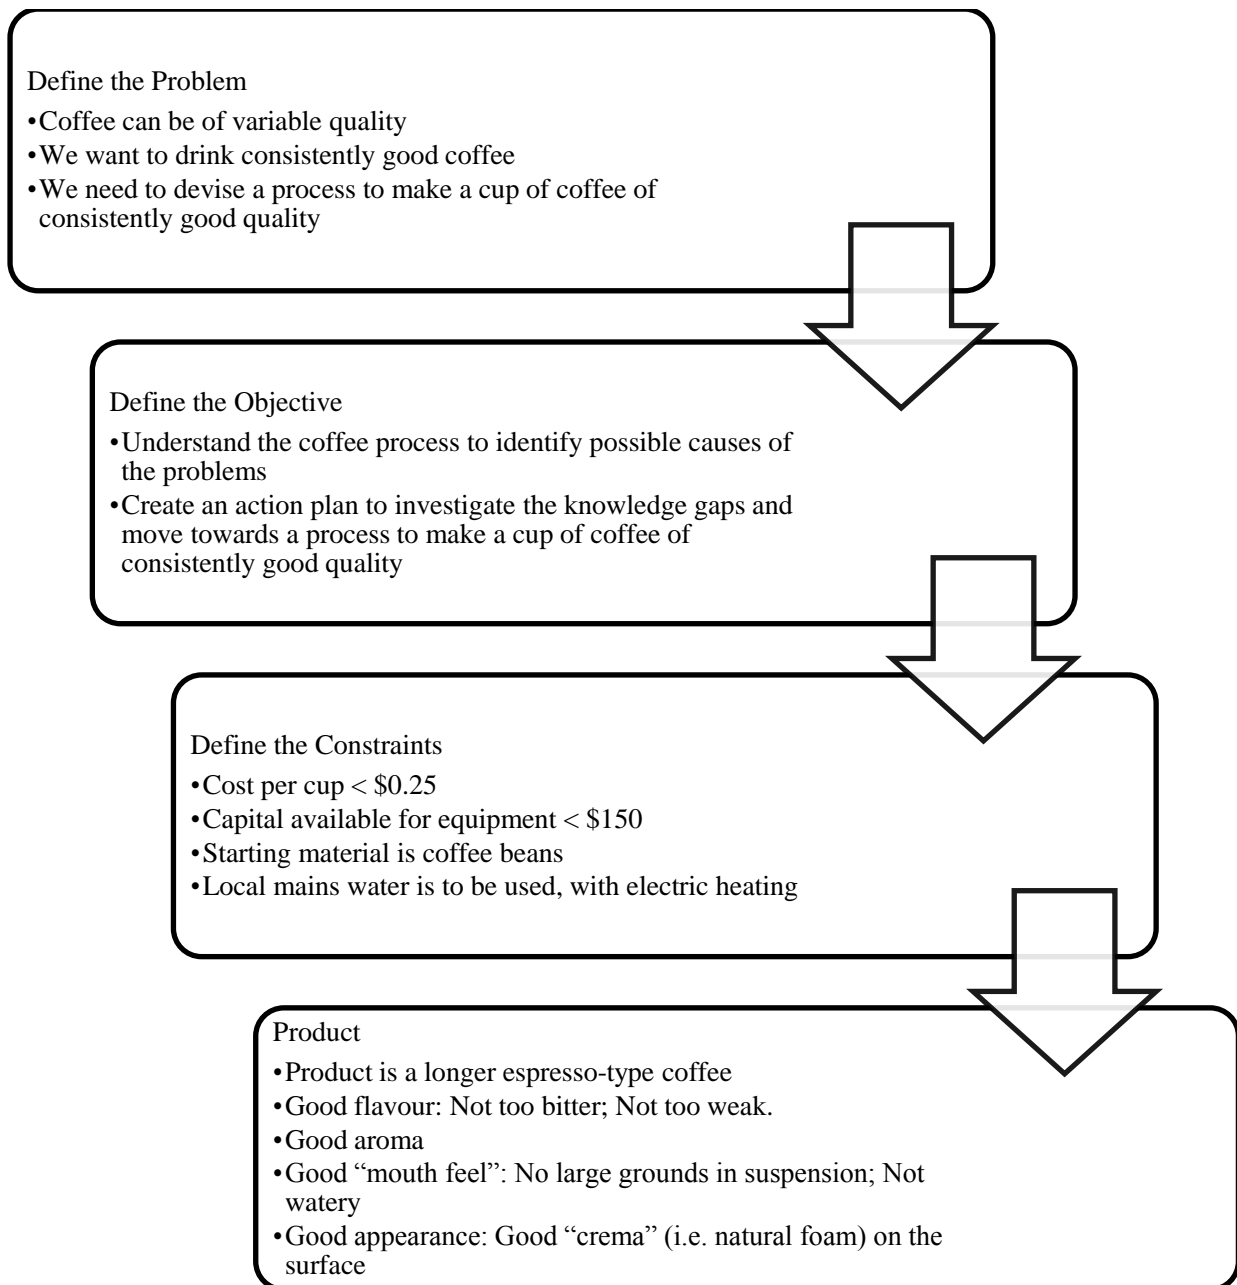 Define the Problem
•Coffee can be of variable quality
•We want to drink consistently good coffee
•We need to devise a process to make a cup of coffee of
consistently good quality
Define the Objective
•Understand the coffee process to identify possible causes of
the problems
•Create an action plan to investigate the knowledge gaps and
move towards a process to make a cup of coffee of
consistently good quality
Define the Constraints
•Cost per cup < $0.25
•Capital available for equipment < $150
•Starting material is coffee beans
•Local mains water is to be used, with electric heating
Product
•Product is a longer espresso-type coffee
•Good flavour: Not too bitter; Not too weak.
•Good aroma
•Good “mouth feel”: No large grounds in suspension; Not
watery
•Good appearance: Good “crema” (i.e. natural foam) on the
surface